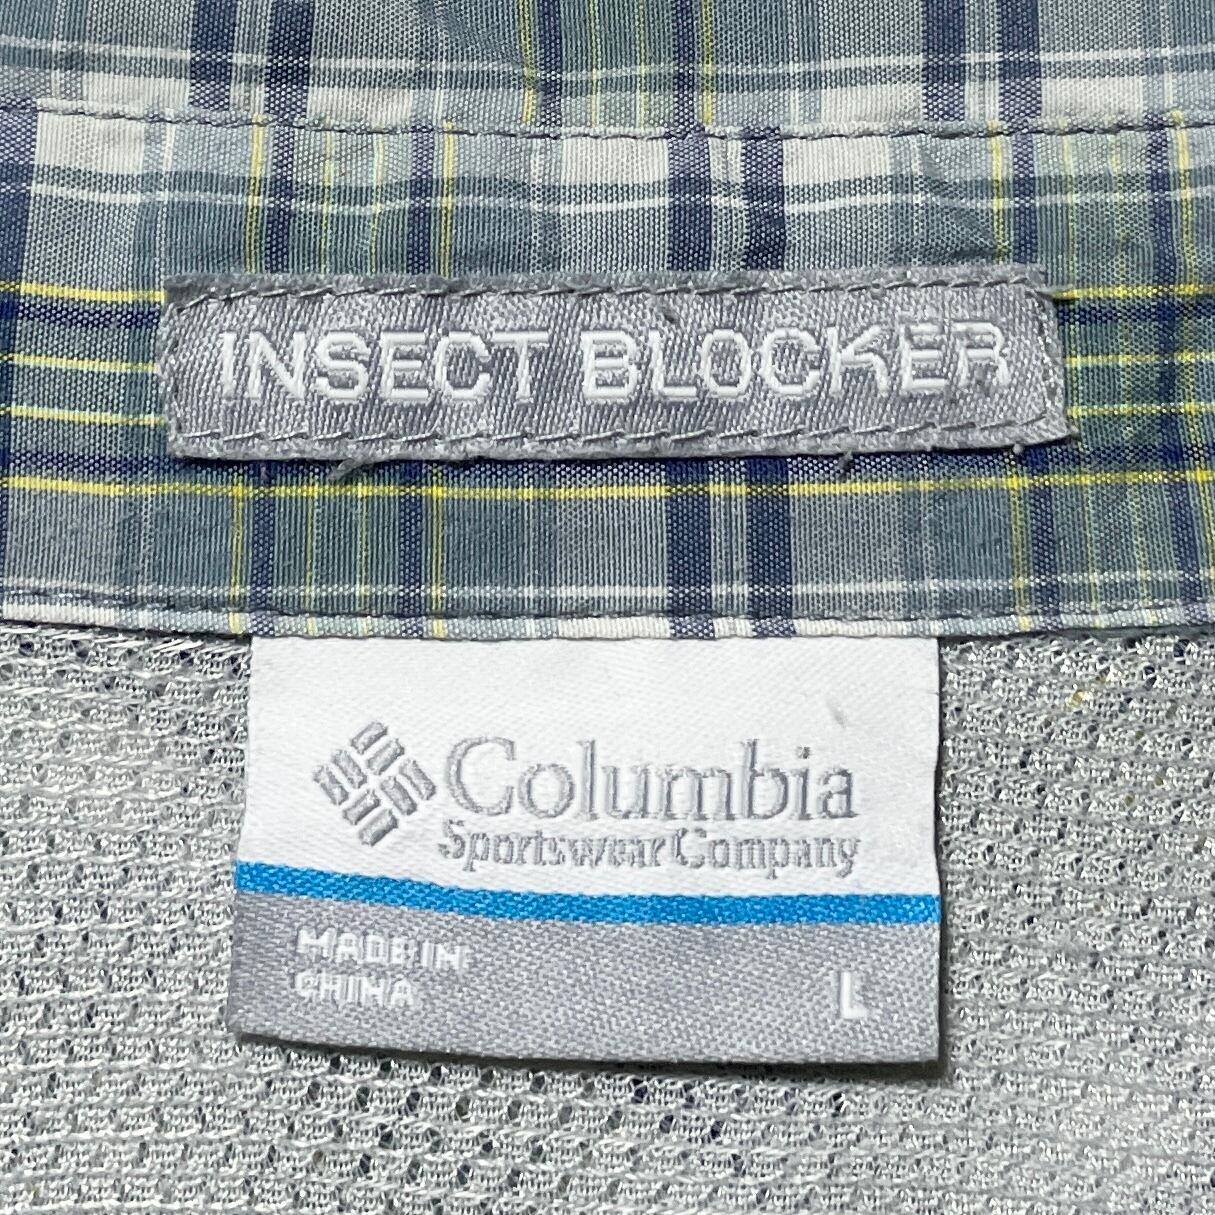 INSECT BLOCKER
Columbia
Sportswear Company
MADE IN
CHINA
L